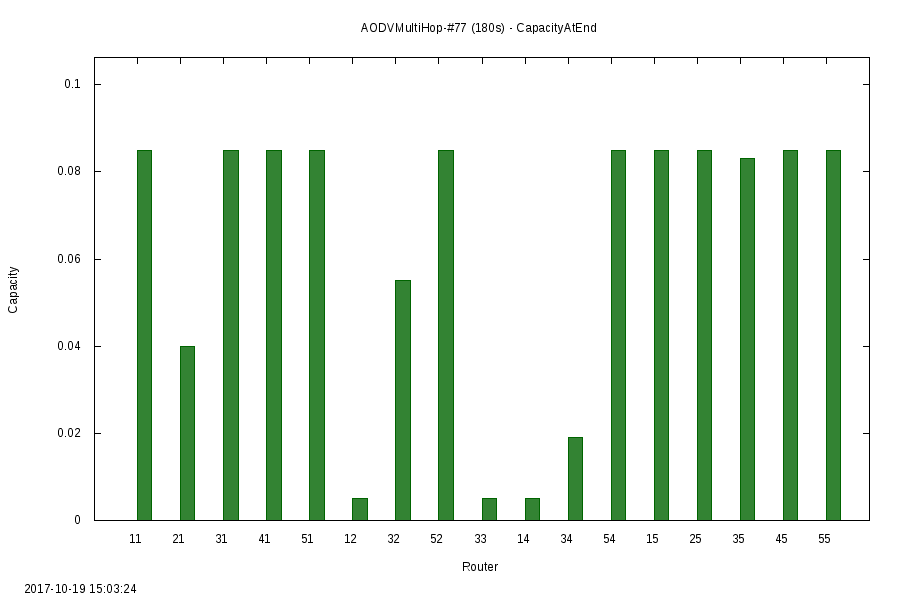 AODVMultiHop-#77 (180s) - CapacityAtEnd
0.1
0.08
0.06
0.04
0.02
0
Capacity
11 21 31 41 51 12 32 52 33 14 34 54 15 25 35 45 55
Router
2017-10-19 15:03:24